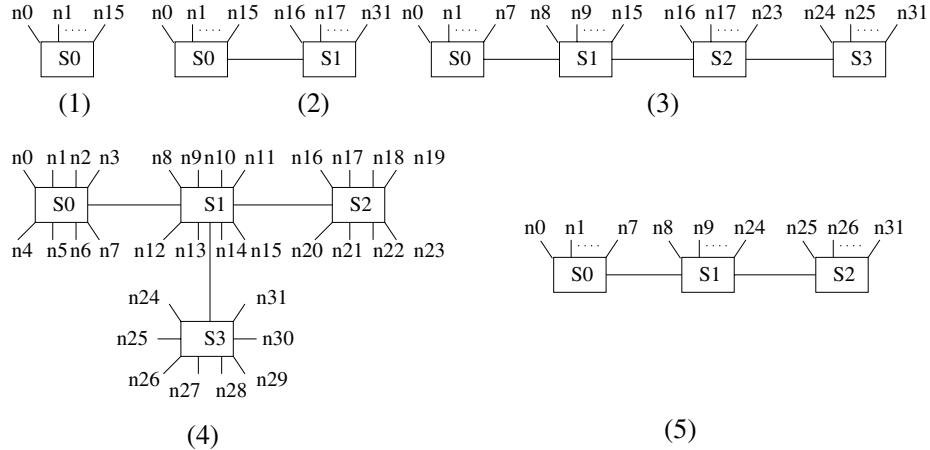 n0 n1 n15 n0 n1 n15 n16 n17 n31 n0 n1 n7 n8 n9 n15 n16 n17 n23 n24 n25 n31
S0 S0 S1 S0 S1 S2 S3
(1) (2) (3)
n0 n1 n2 n3 n8 n9 n10 n11 n16 n17 n18 n19
S0 S1 S2
n4 n5 n6 n7 n12 n13 n14 n15 n20 n21 n22 n23
n0 n1 n7 n8 n9 n24 n25 n26 n31
S0 S1 S2
n24 n31
n25 S3 n30
n26 n27 n28 n29
(4) (5)